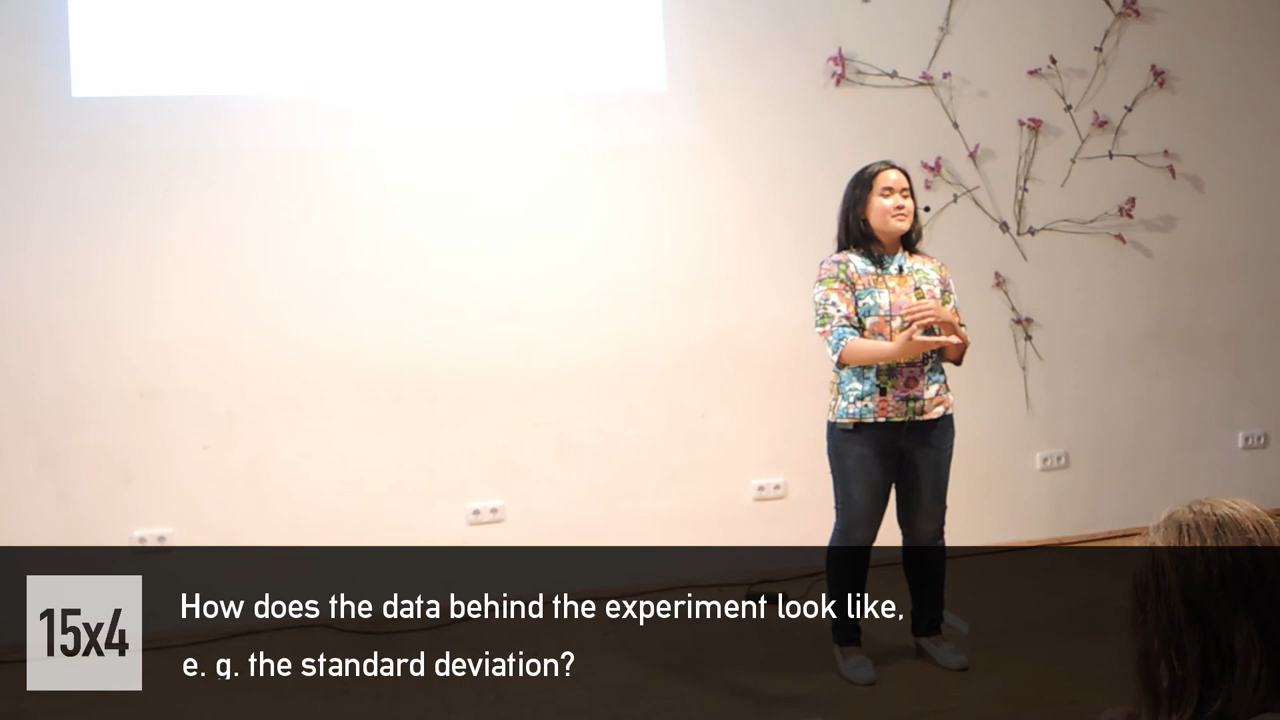 15x4
How does the data behind the experiment look like,
e. g. the standard deviation?